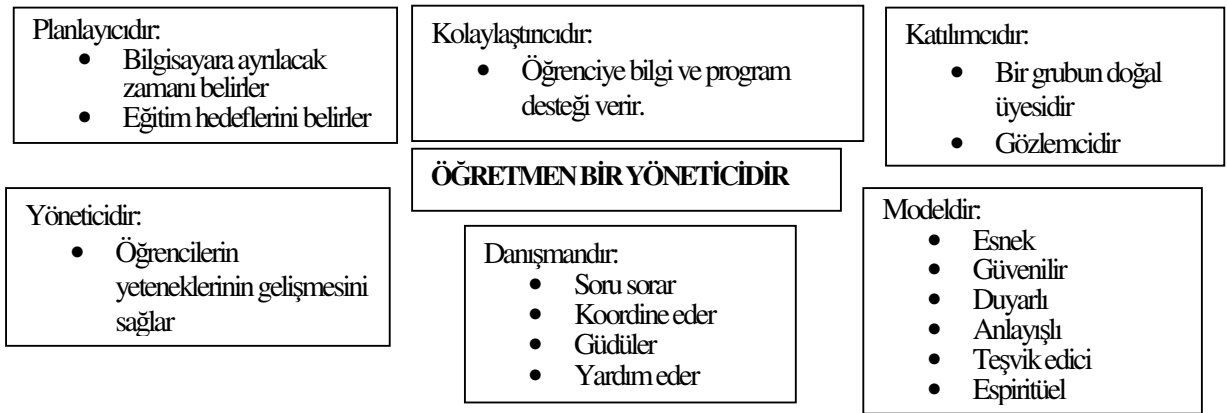 Planlayıcıdır:
• Bilgisayara ayrılacak
zamanı belirler
• Eğitim hedeflerini belirler
Kolaylaştırıcıdır:
• Öğrenciye bilgi ve program
desteği verir.
Katılımcıdır:
• Bir grubun doğal
üyesidir
• Gözlemcidir
ÖĞRETMEN BİR YÖNETİCİDİR
Yöneticidir:
• Öğrencilerin
yeteneklerinin gelişmesini
sağlar
Danışmandır:
• Soru sorar
• Koordine eder
• Güdüler
• Yardım eder
Modeldir:
• Esnek
• Güvenilir
• Duyarlı
• Anlayışlı
• Teşvik edici
• Espiritüel